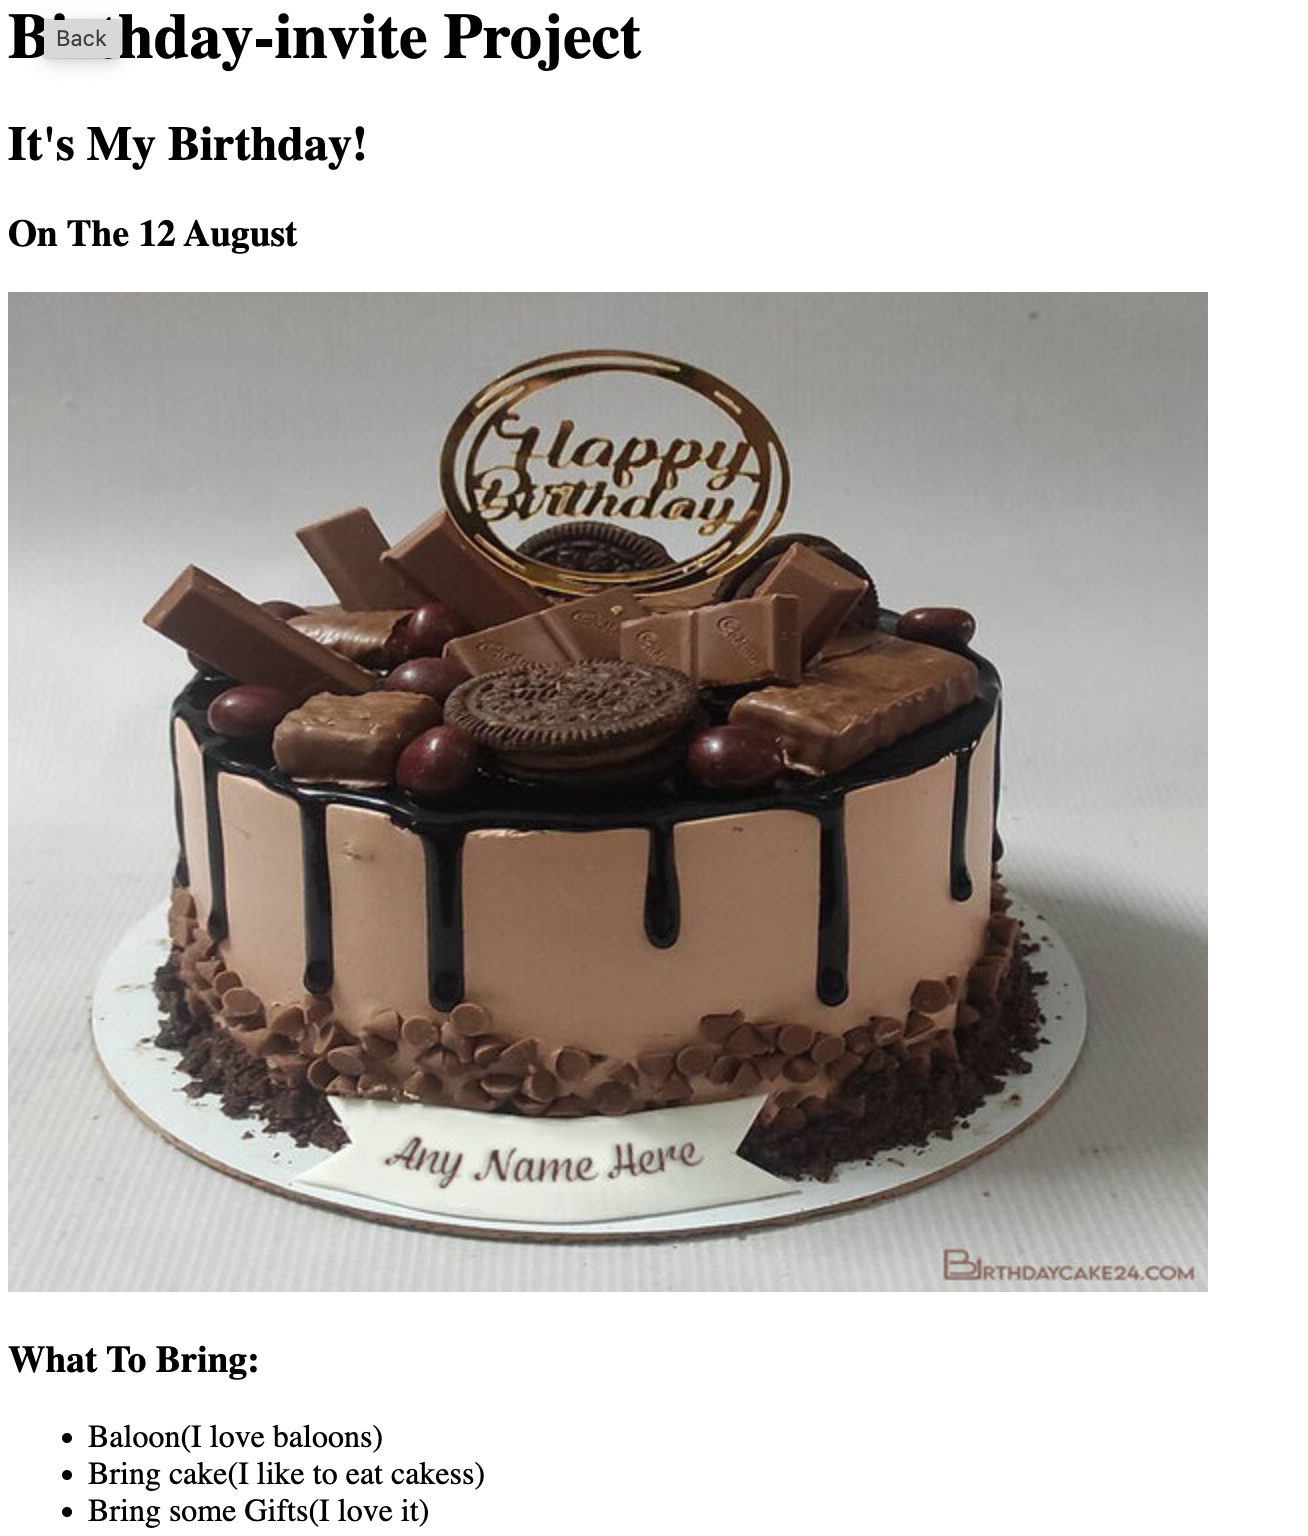 Birthday-invite Project
Back
It's My Birthday!
On The 12 August
Happy
Birthday
Any Name Here
BIRTHDAYCAKE24.COM
What To Bring:
• Baloon(I love baloons)
• Bring cake(I like to eat cakess)
• Bring some Gifts(I love it)